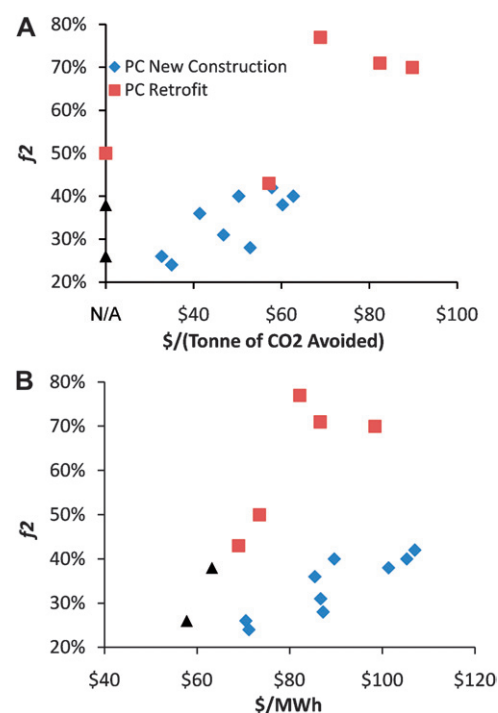 A
80%
70%
60%
50%
40%
30%
20%
f2
PC New Construction
PC Retrofit
N/A $40 $60 $80 $100
$/(Tonne of CO2 Avoided)
B
80%
70%
60%
50%
40%
30%
20%
f2
$40 $60 $80 $100 $120
$/MWh